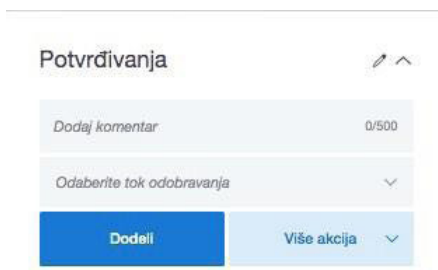 Potvrđivanja
Dodaj komentar 0/500
Odaberite tok odobravanja
Dodeli
Više akcija